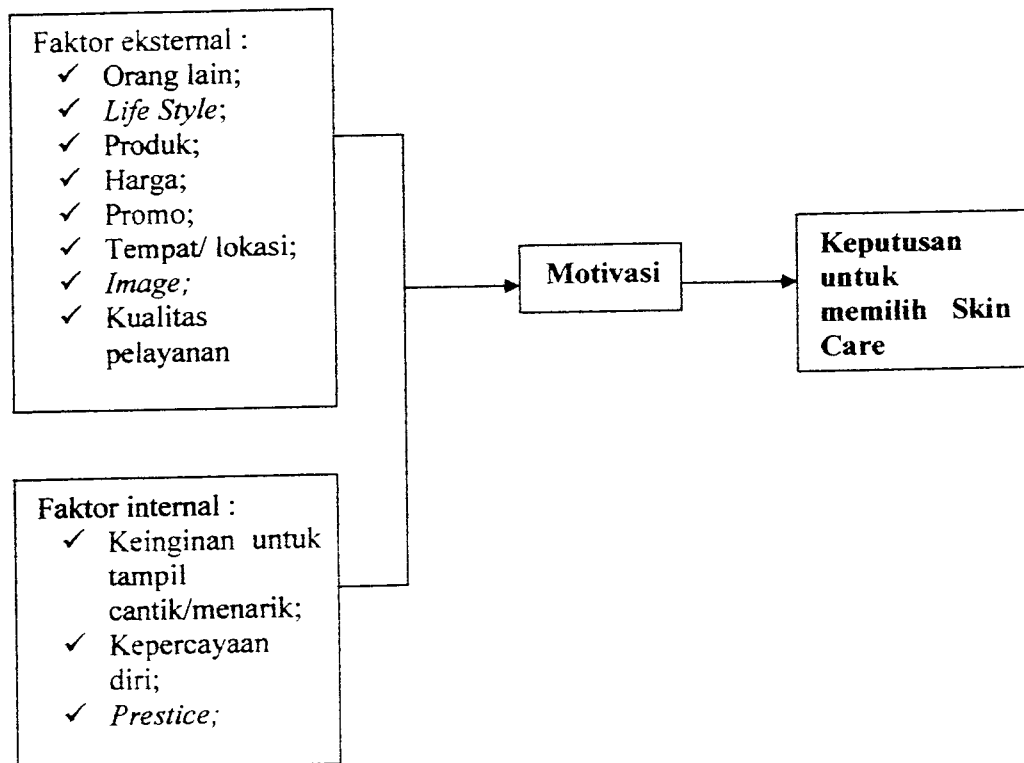 Faktor eksternal :
✓ Orang lain;
✓ Life Style;
✓ Produk;
✓ Harga;
✓ Promo;
✓ Tempat/ lokasi;
✓ Image;
✓ Kualitas
pelayanan
Motivasi
Keputusan
untuk
memilih Skin
Care
Faktor internal :
✓ Keinginan untuk
tampil
cantik/menarik;
✓ Kepercayaan
diri;
✓ Prestice;